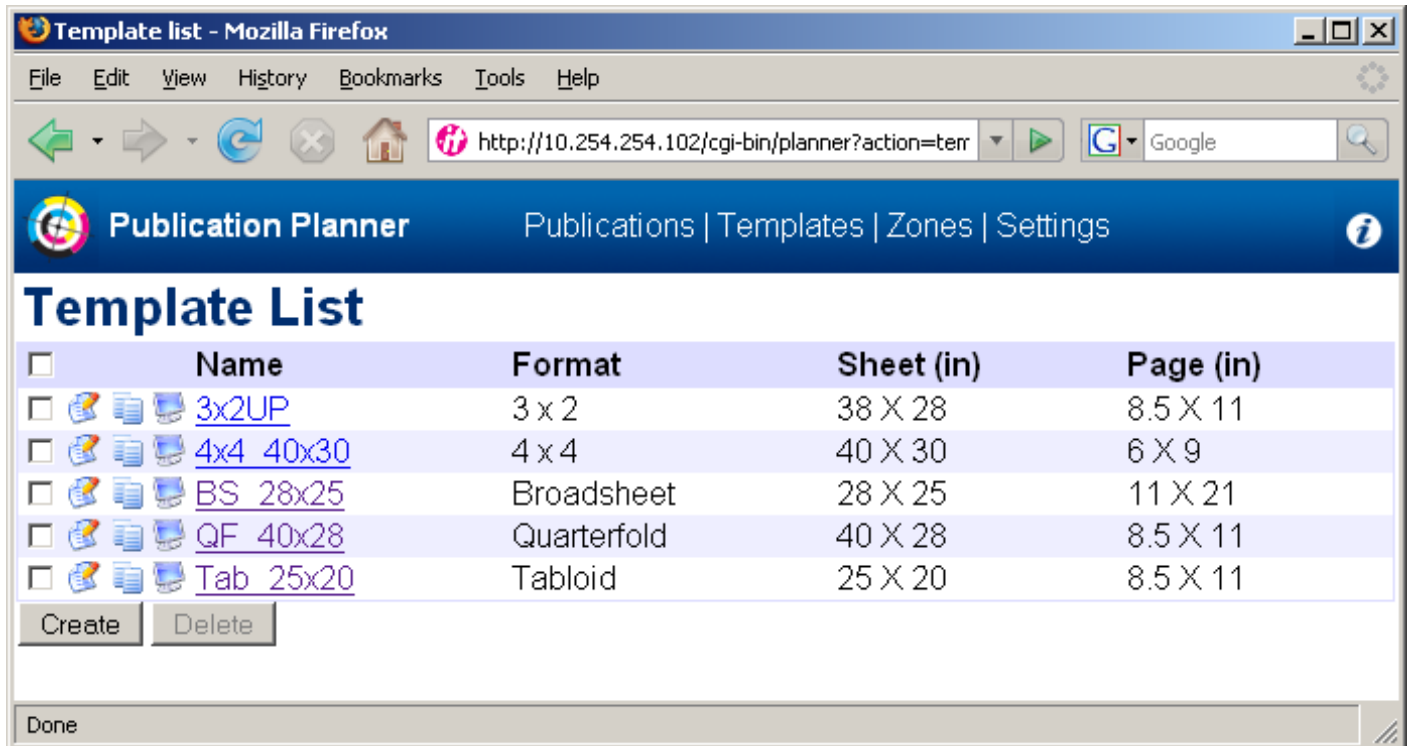 Template list - Mozilla Firefox
File Edit View History Bookmarks Tools Help
http://10.254.254.102/cgi-bin/planner?action=tem G Google
Publication Planner Publications | Templates | Zones | Settings i
Template List
Name Format Sheet (in) Page (in)
3x2UP 3 x 2 38 X 28 8.5 X 11
4x4_40x30 4 x 4 40 X 30 6 X 9
BS_28x25 Broadsheet 28 X 25 11 X 21
QF_40x28 Quarterfold 40 X 28 8.5 X 11
Tab_25x20 Tabloid 25 X 20 8.5 X 11
Create Delete
Done